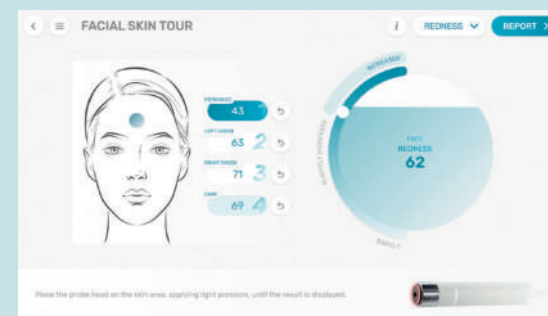 FACIAL SKIN TOUR
i
REDNESS
REPORT
FOREHEAD
43 1
LEFT CHEEK
63 2
RIGHT CHEEK
71 3
CHIN
69 4
INCREASED
SLIGHTLY INCREASED
BARELY
FACE
REDNESS
62
Place the probe head on the skin area, applying light pressure, until the result is displayed.